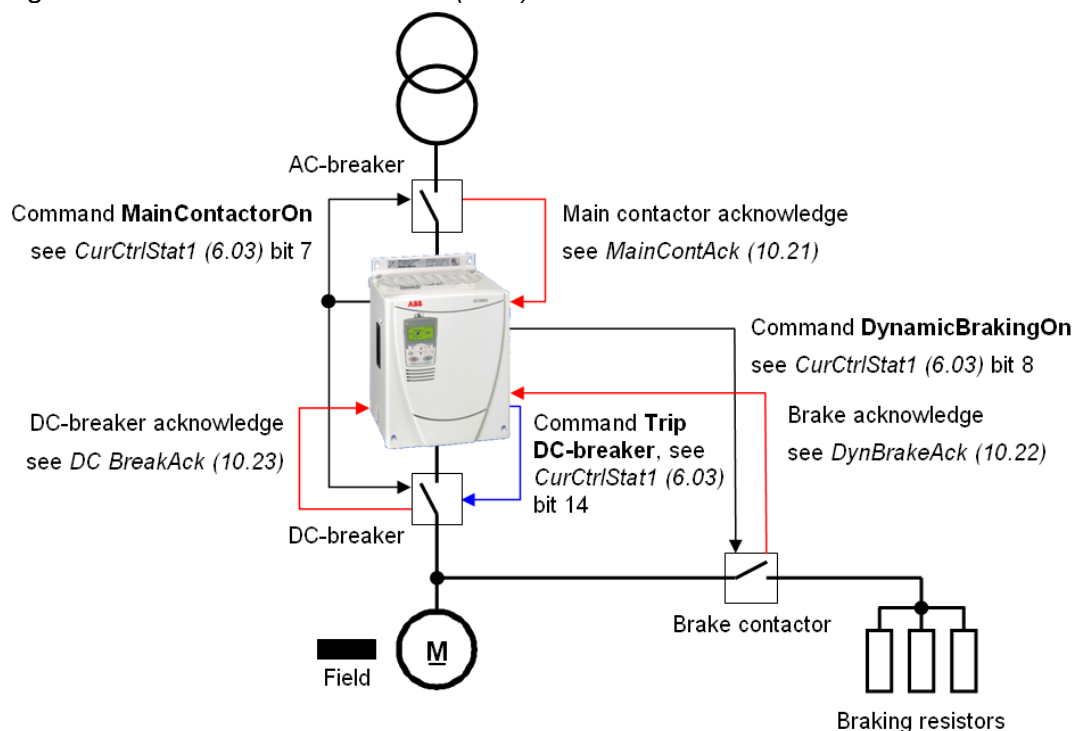 (
)
AC-breaker
Command MainContactorOn
see CurCtrlStat1 (6.03) bit 7
Main contactor acknowledge
see MainContAck (10.21)
ABB
Command DynamicBrakingOn
see CurCtrlStat1 (6.03) bit 8
DC-breaker acknowledge
see DC BreakAck (10.23)
Command Trip
DC-breaker, see
CurCtrlStat1 (6.03)
bit 14
Brake acknowledge
see DynBrakeAck (10.22)
DC-breaker
Brake contactor
M
Field
Braking resistors